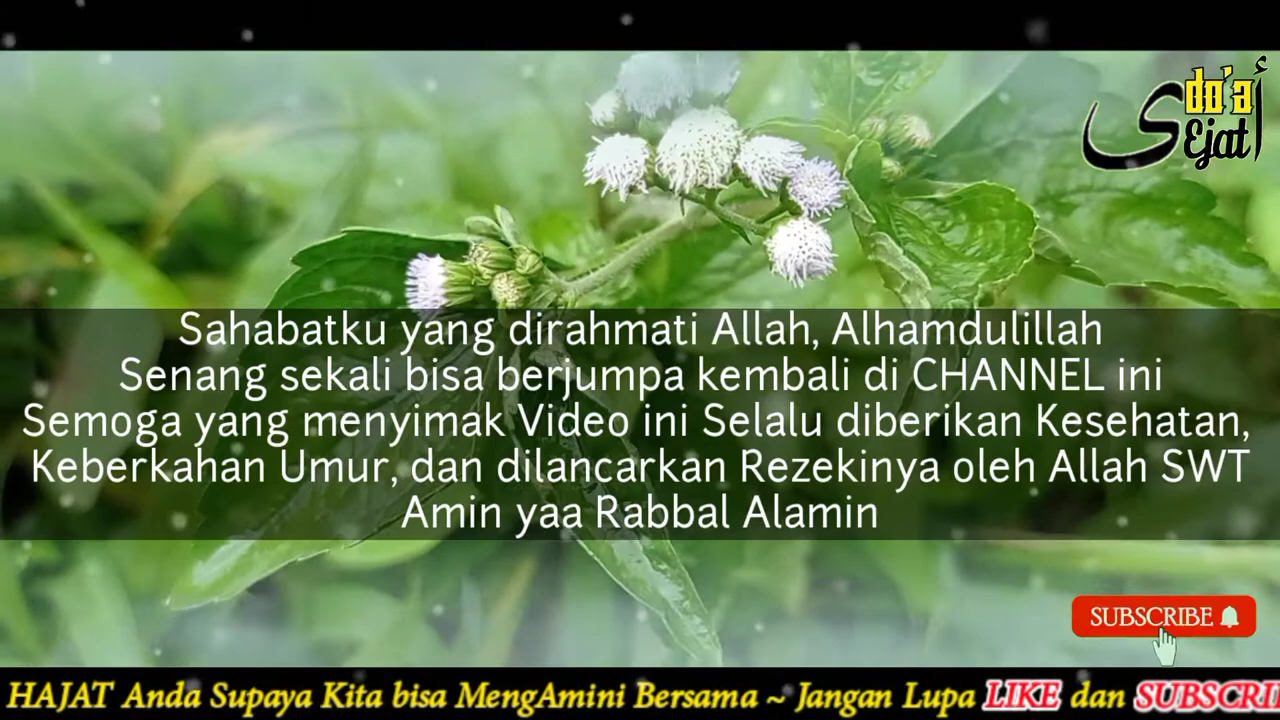 do'a
Ejati
Sahabatku yang dirahmati Allah, Alhamdulillah
Senang sekali bisa berjumpa kembali di CHANNEL ini
Semoga yang menyimak Video ini Selalu diberikan Kesehatan,
Keberkahan Umur, dan dilancarkan Rezekinya oleh Allah SWT
Amin yaa Rabbal Alamin
SUBSCRIBE
HAJAT Anda Supaya Kita bisa MengAmini Bersama ~ Jangan Lupa LIKE dan SUBSCRI